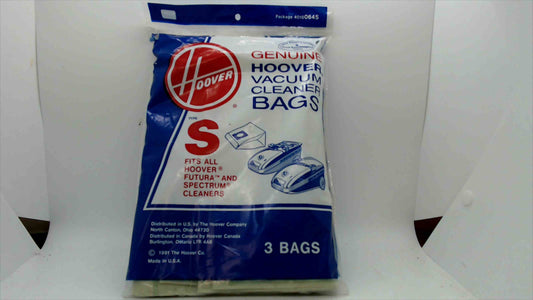 Package 4010064S
HOOVER
GENUINE
HOOVER
VACUUM
CLEANER
BAGS
TYPE
S
FITS ALL
HOOVER®
FUTURA™ AND
SPECTRUM®
CLEANERS
Distributed in U.S. by The Hoover Company
North Canton, Ohio 44720
Distributed in Canada by Hoover Canada
Burlington, Ontario L7R 4A8
© 1991 The Hoover Co.
Made in U.S.A.
3 BAGS